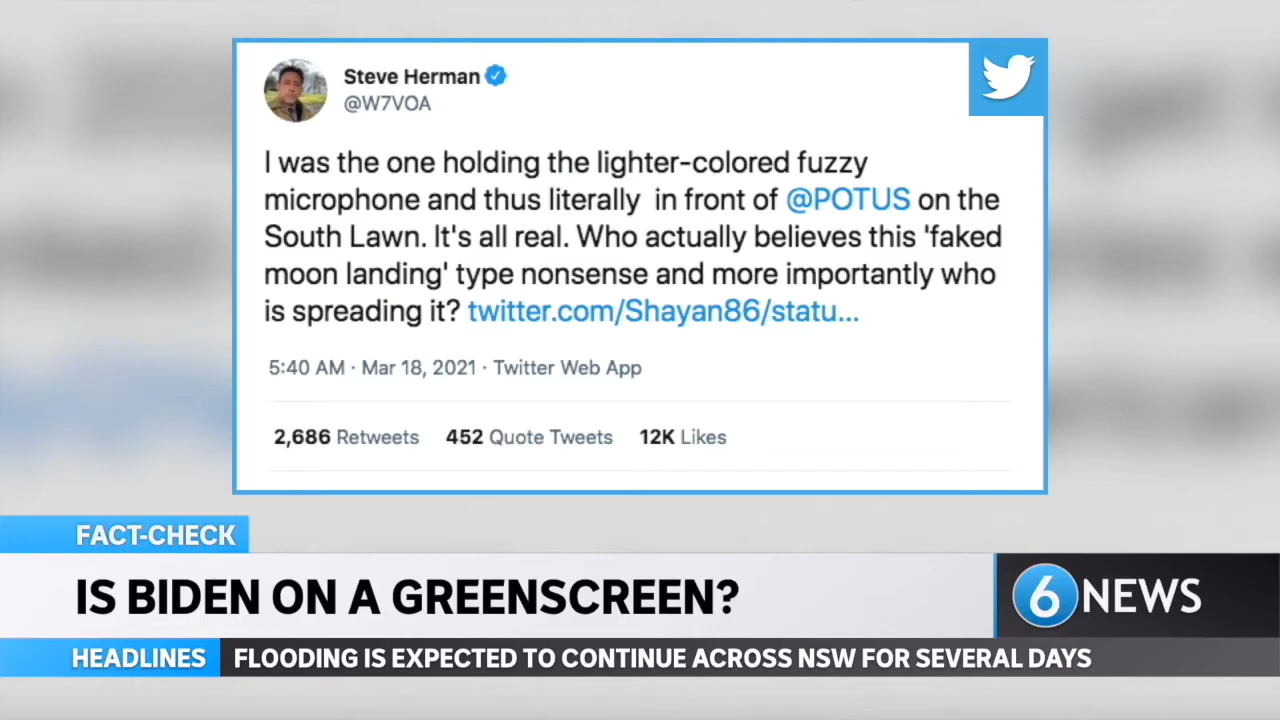 Steve Herman
@W7VOA
I was the one holding the lighter-colored fuzzy
microphone and thus literally in front of @POTUS on the
South Lawn. It's all real. Who actually believes this 'faked
moon landing' type nonsense and more importantly who
is spreading it? twitter.com/Shayan86/statu...
5:40 AM · Mar 18, 2021 · Twitter Web App
2,686 Retweets 452 Quote Tweets 12K Likes
FACT-CHECK
IS BIDEN ON A GREENSCREEN?
6 NEWS
HEADLINES FLOODING IS EXPECTED TO CONTINUE ACROSS NSW FOR SEVERAL DAYS